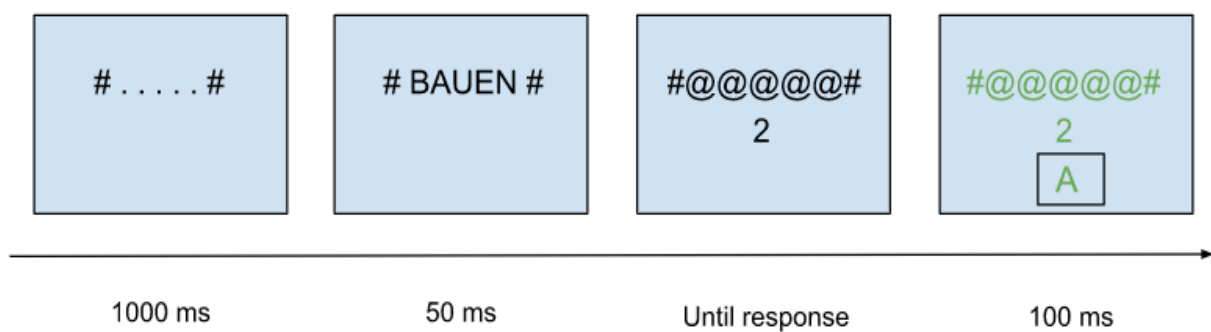 # . . . . . #
# BAUEN #
#@@@@@#
2
#@@@@@#
2
A
1000 ms
50 ms
Until response
100 ms